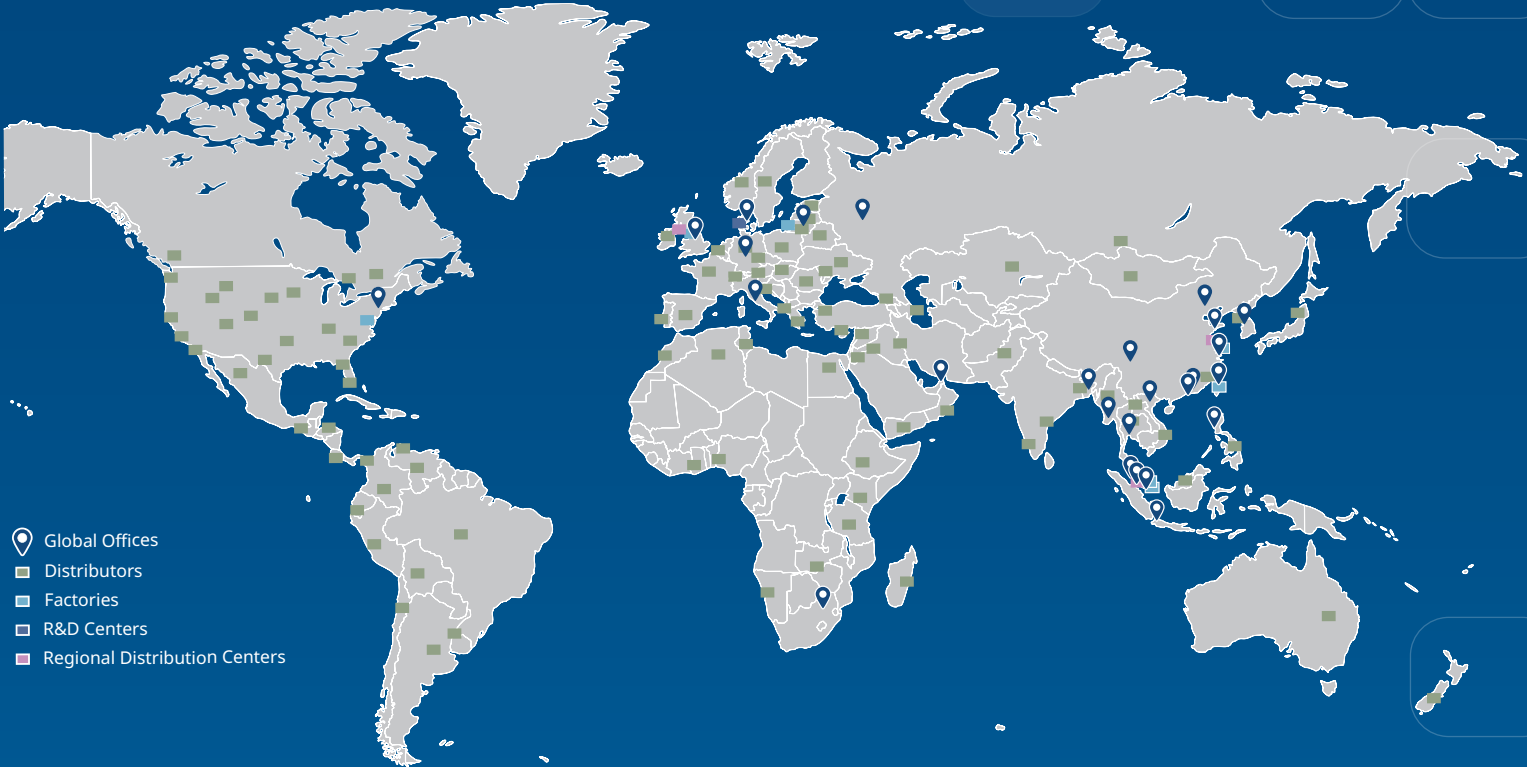 Global Offices
Distributors
Factories
R&D Centers
Regional Distribution Centers